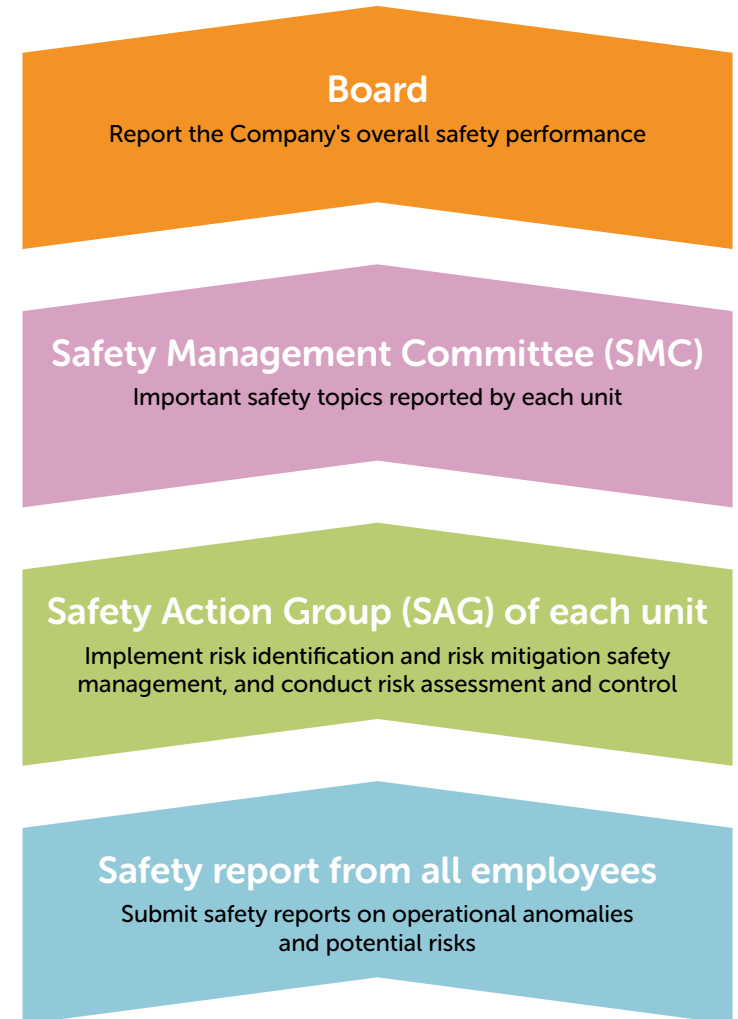 Board
Report the Company's overall safety performance
Safety Management Committee (SMC)
Important safety topics reported by each unit
Safety Action Group (SAG) of each unit
Implement risk identification and risk mitigation safety
management, and conduct risk assessment and control
Safety report from all employees
Submit safety reports on operational anomalies
and potential risks